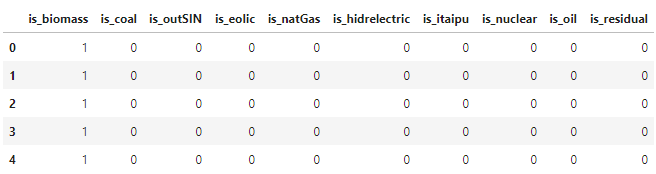 is_biomass is_coal is_outSIN is_eolic is_natGas is_hidrelectric is_itaipu is_nuclear is_oil is_residual
0 1 0 0 0 0 0 0 0 0 0
1 1 0 0 0 0 0 0 0 0 0
2 1 0 0 0 0 0 0 0 0 0
3 1 0 0 0 0 0 0 0 0 0
4 1 0 0 0 0 0 0 0 0 0